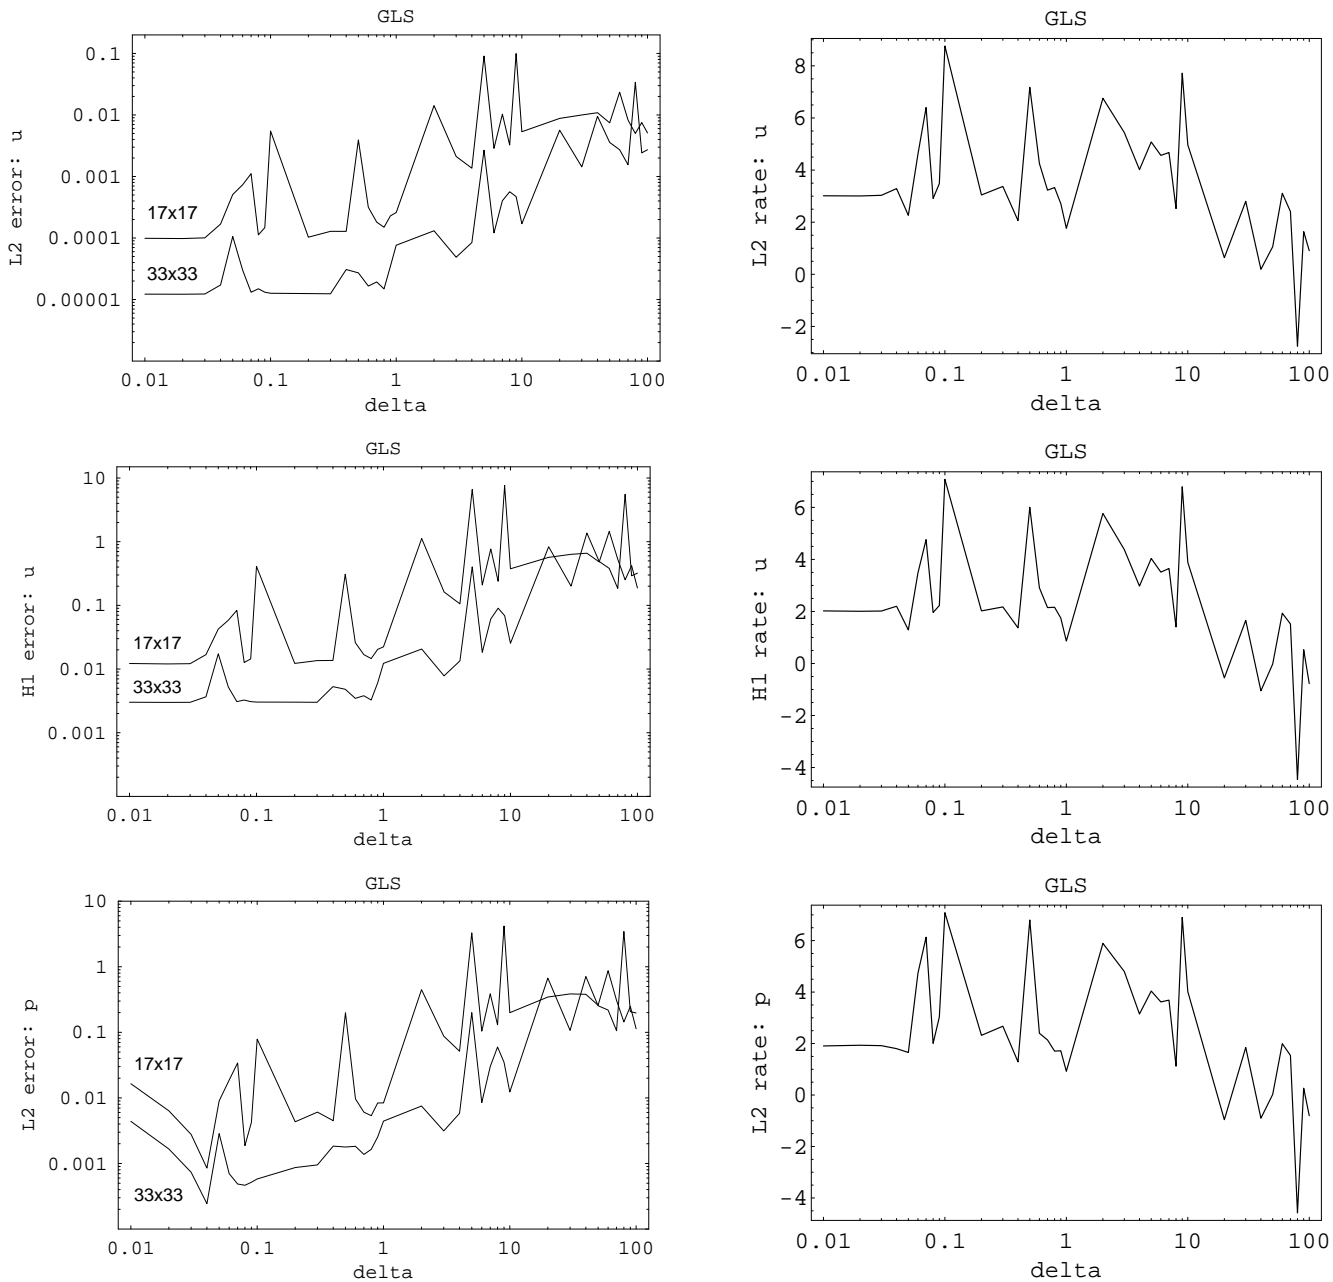 GLS
L2 error: u
0.1
0.01
0.001
0.0001
0.00001
17x17
33x33
0.01 0.1 1 10 100
delta
GLS
L2 rate: u
8
6
4
2
0
-2
0.01 0.1 1 10 100
delta
GLS
H1 error: u
10
1
0.1
0.01
0.001
17x17
33x33
0.01 0.1 1 10 100
delta
GLS
H1 rate: u
6
4
2
0
-2
-4
0.01 0.1 1 10 100
delta
GLS
L2 error: p
10
1
0.1
0.01
0.001
17x17
33x33
0.01 0.1 1 10 100
delta
GLS
L2 rate: p
6
4
2
0
-2
-4
0.01 0.1 1 10 100
delta